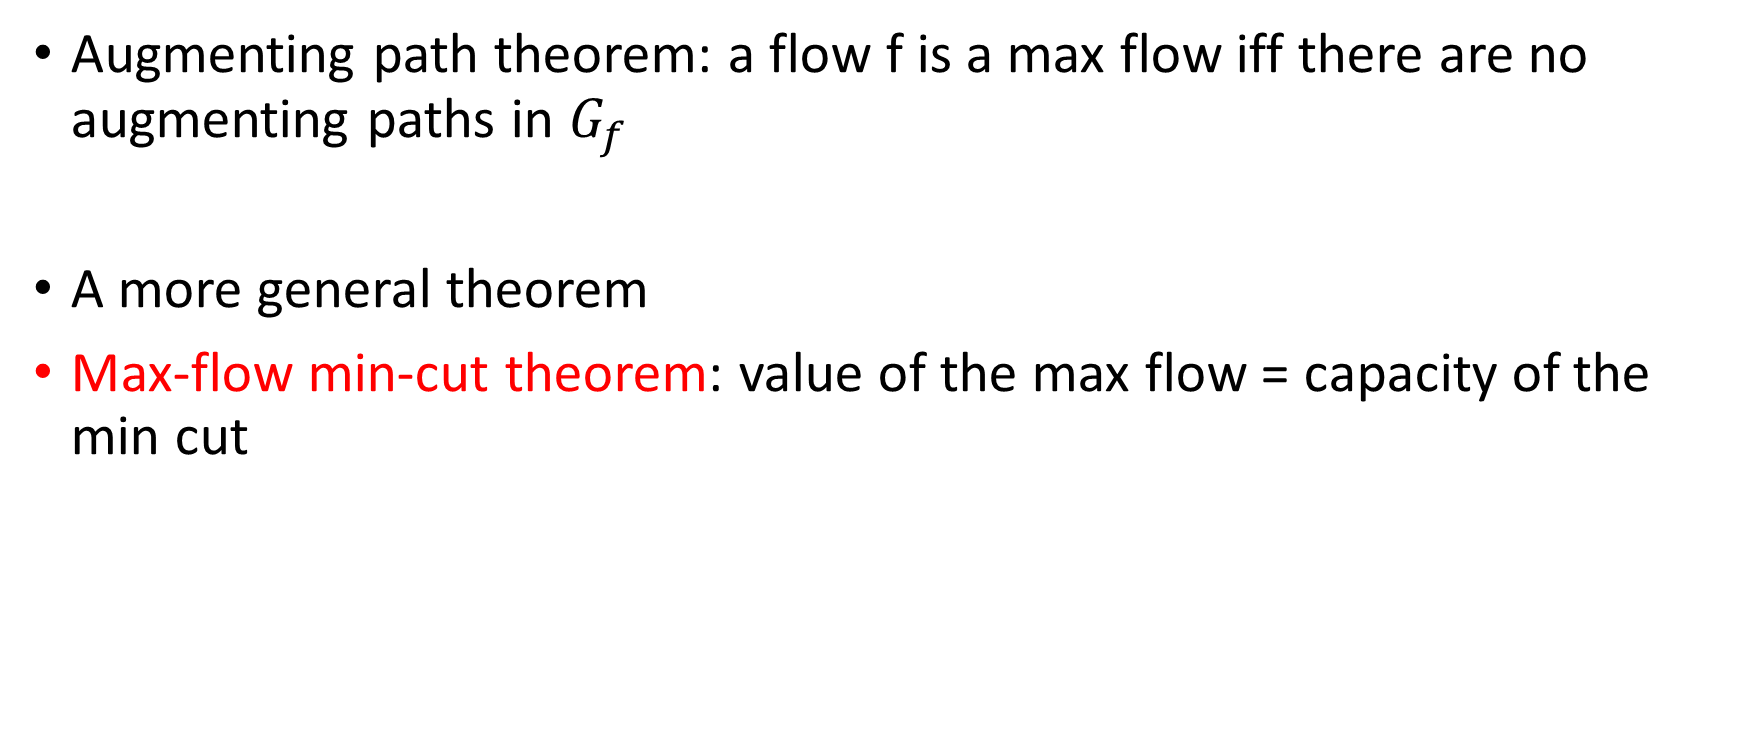 • Augmenting path theorem: a flow f is a max flow iff there are no
augmenting paths in $G_f$
• A more general theorem
• Max-flow min-cut theorem: value of the max flow = capacity of the
min cut